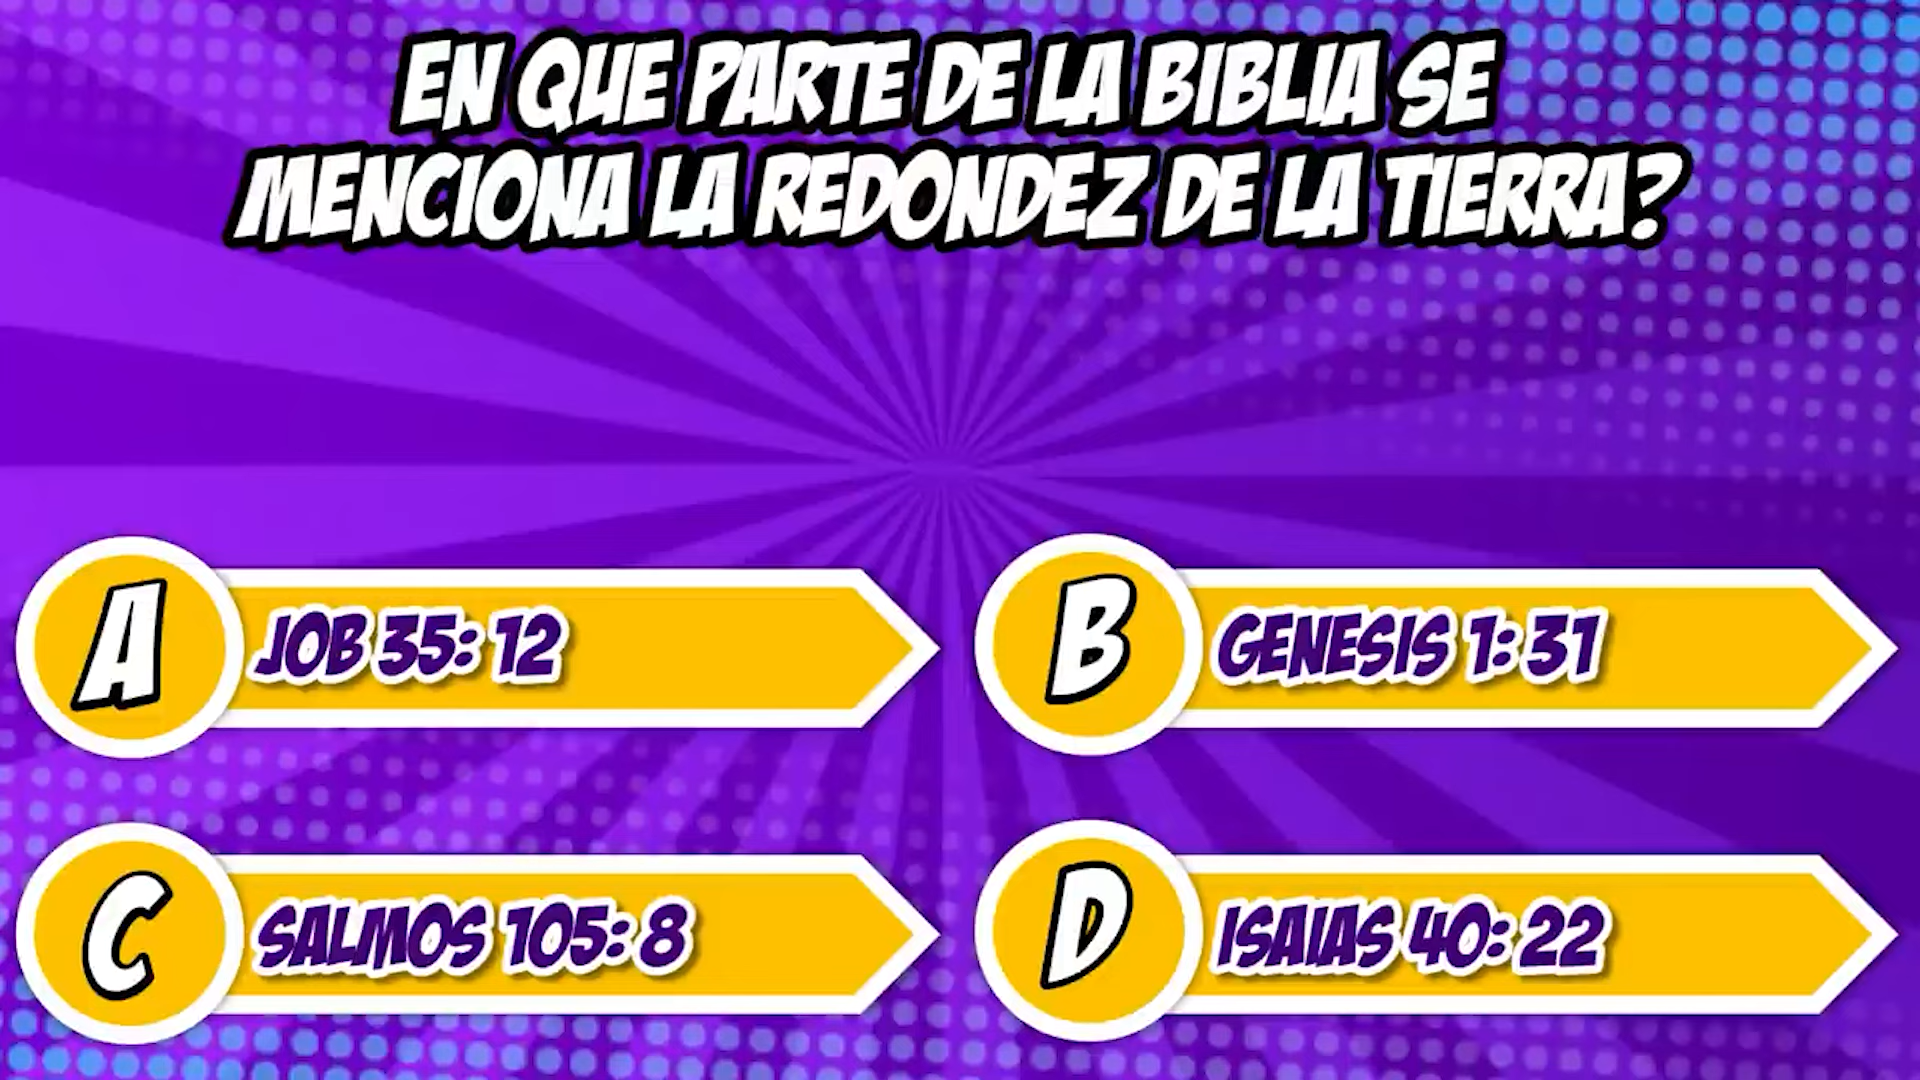 EN QUE PARTE DE LA BIBLIA SE
MENCIONA LA REDONDEZ DE LA TIERRA?
A
JOB 35: 12
B
GENESIS 1: 31
C
SALMOS 105: 8
D
ISAIAS 40: 22